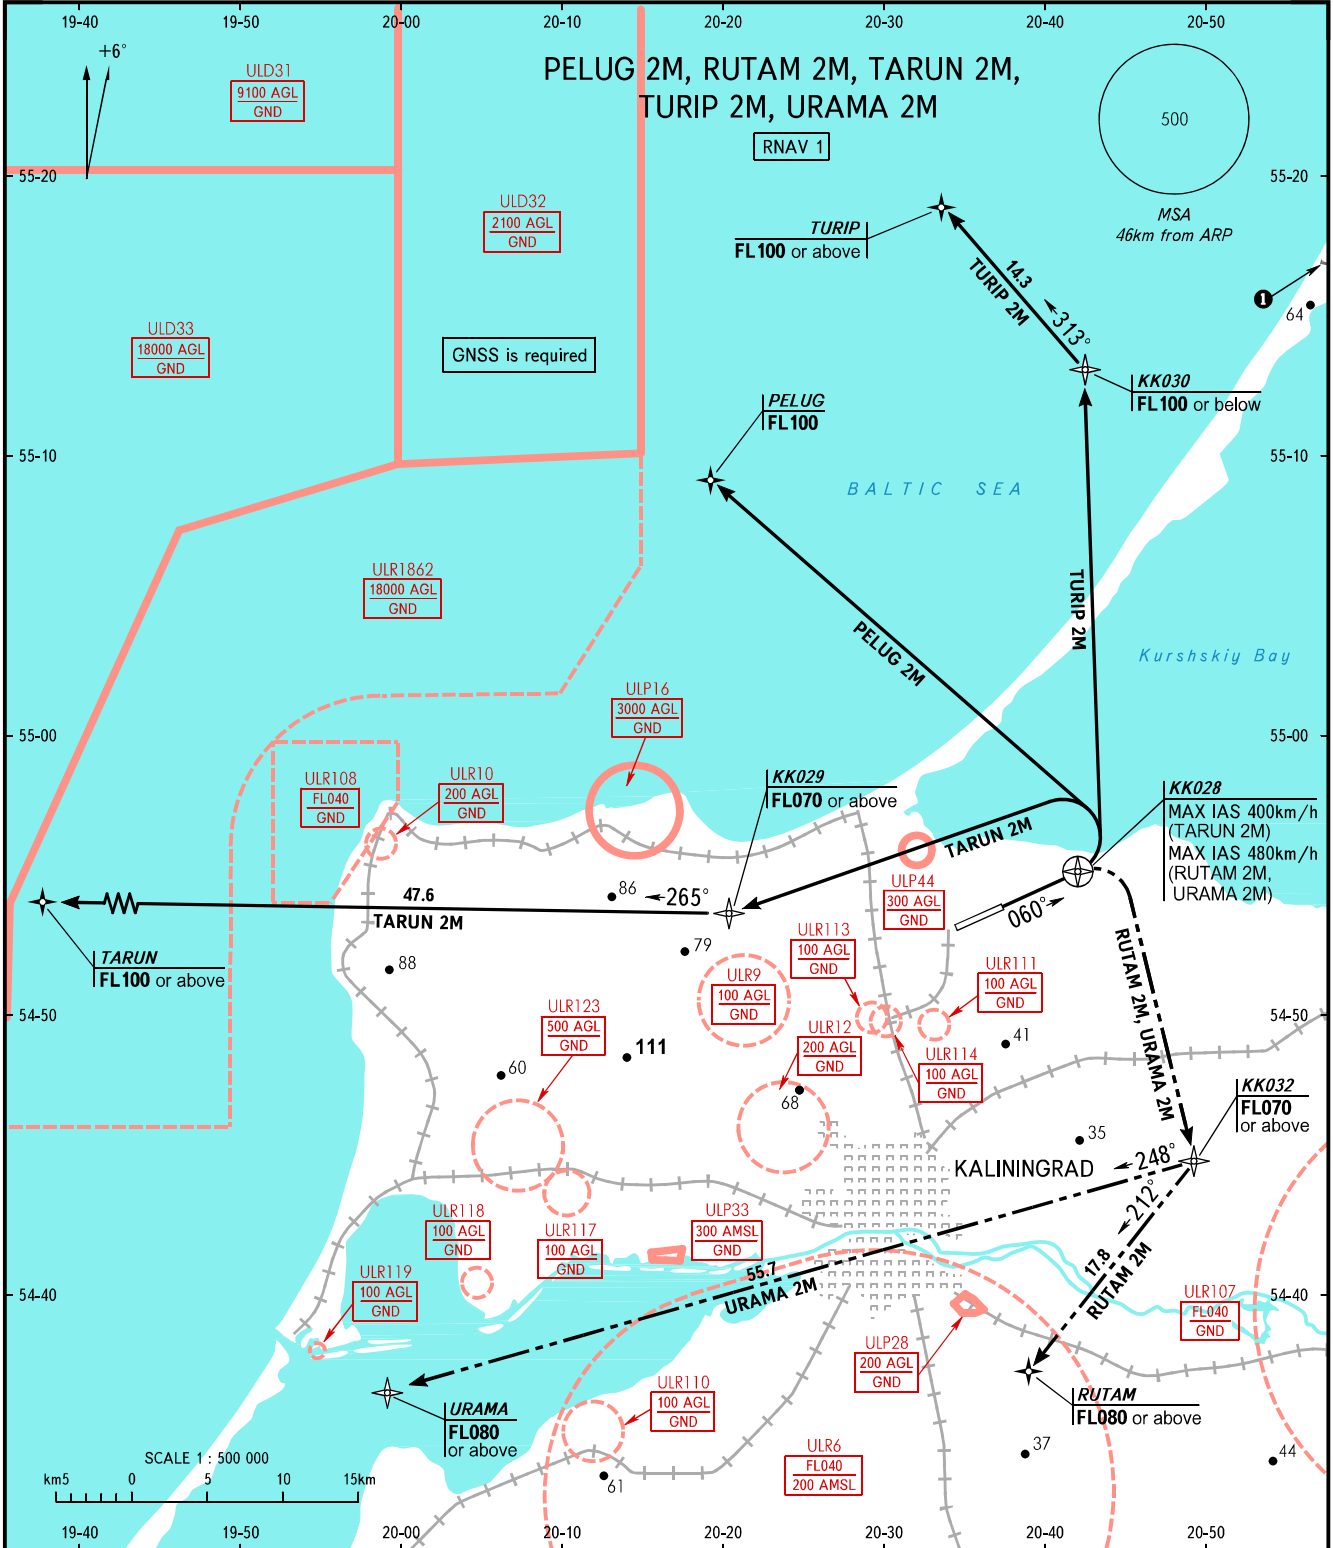 19-40
19-50
20-00
20-10
20-20
20-30
20-40
20-50
+6°
PELUG 2M, RUTAM 2M, TARUN 2M,
TURIP 2M, URAMA 2M
RNAV 1
500
MSA
46km from ARP
ULD31
9100 AGL
GND
55-20
55-20
ULD32
2100 AGL
GND
TURIP
FL100 or above
14.3
TURIP 2M
313°
1
64
ULD33
18000 AGL
GND
GNSS is required
KK030
FL100 or below
PELUG
FL100
55-10
55-10
BALTIC SEA
ULR1862
18000 AGL
GND
TURIP 2M
PELUG 2M
Kurshskiy Bay
ULP16
3000 AGL
GND
55-00
55-00
ULR108
FL040
GND
ULR10
200 AGL
GND
KK029
FL070 or above
KK028
MAX IAS 400km/h
(TARUN 2M)
MAX IAS 480km/h
(RUTAM 2M,
URAMA 2M)
TARUN 2M
86
265°
47.6
TARUN 2M
ULP44
300 AGL
GND
060°
TARUN
FL100 or above
88
79
ULR113
100 AGL
GND
ULR9
100 AGL
GND
ULR111
100 AGL
GND
RUTAM 2M, URAMA 2M
54-50
54-50
ULR123
500 AGL
GND
ULR12
200 AGL
GND
41
111
60
68
ULR114
100 AGL
GND
KK032
FL070
or above
35
KALININGRAD
248°
212°
ULR118
100 AGL
GND
ULR117
100 AGL
GND
ULP33
300 AMSL
GND
55.7
URAMA 2M
17.8
RUTAM 2M
ULR119
100 AGL
GND
54-40
54-40
ULR107
FL040
GND
ULP28
200 AGL
GND
ULR110
100 AGL
GND
URAMA
FL080
or above
RUTAM
FL080 or above
ULR6
FL040
200 AMSL
37
44
61
SCALE 1 : 500 000
km5 0 5 10 15km
19-40
19-50
20-00
20-10
20-20
20-30
20-40
20-50